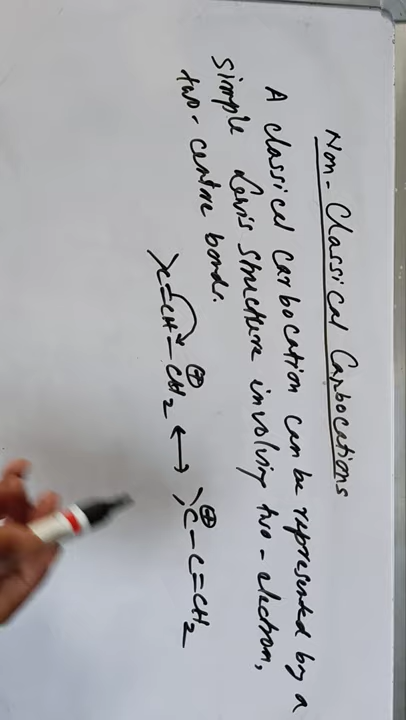 Non-Classical Carbocations
A classical carbocation can be represented by a
simple Lewis structure involving two-electron,
two-centre bonds.
>C=CH-CH₂ ⊕ ↔ >C-C=CH₂ ⊕